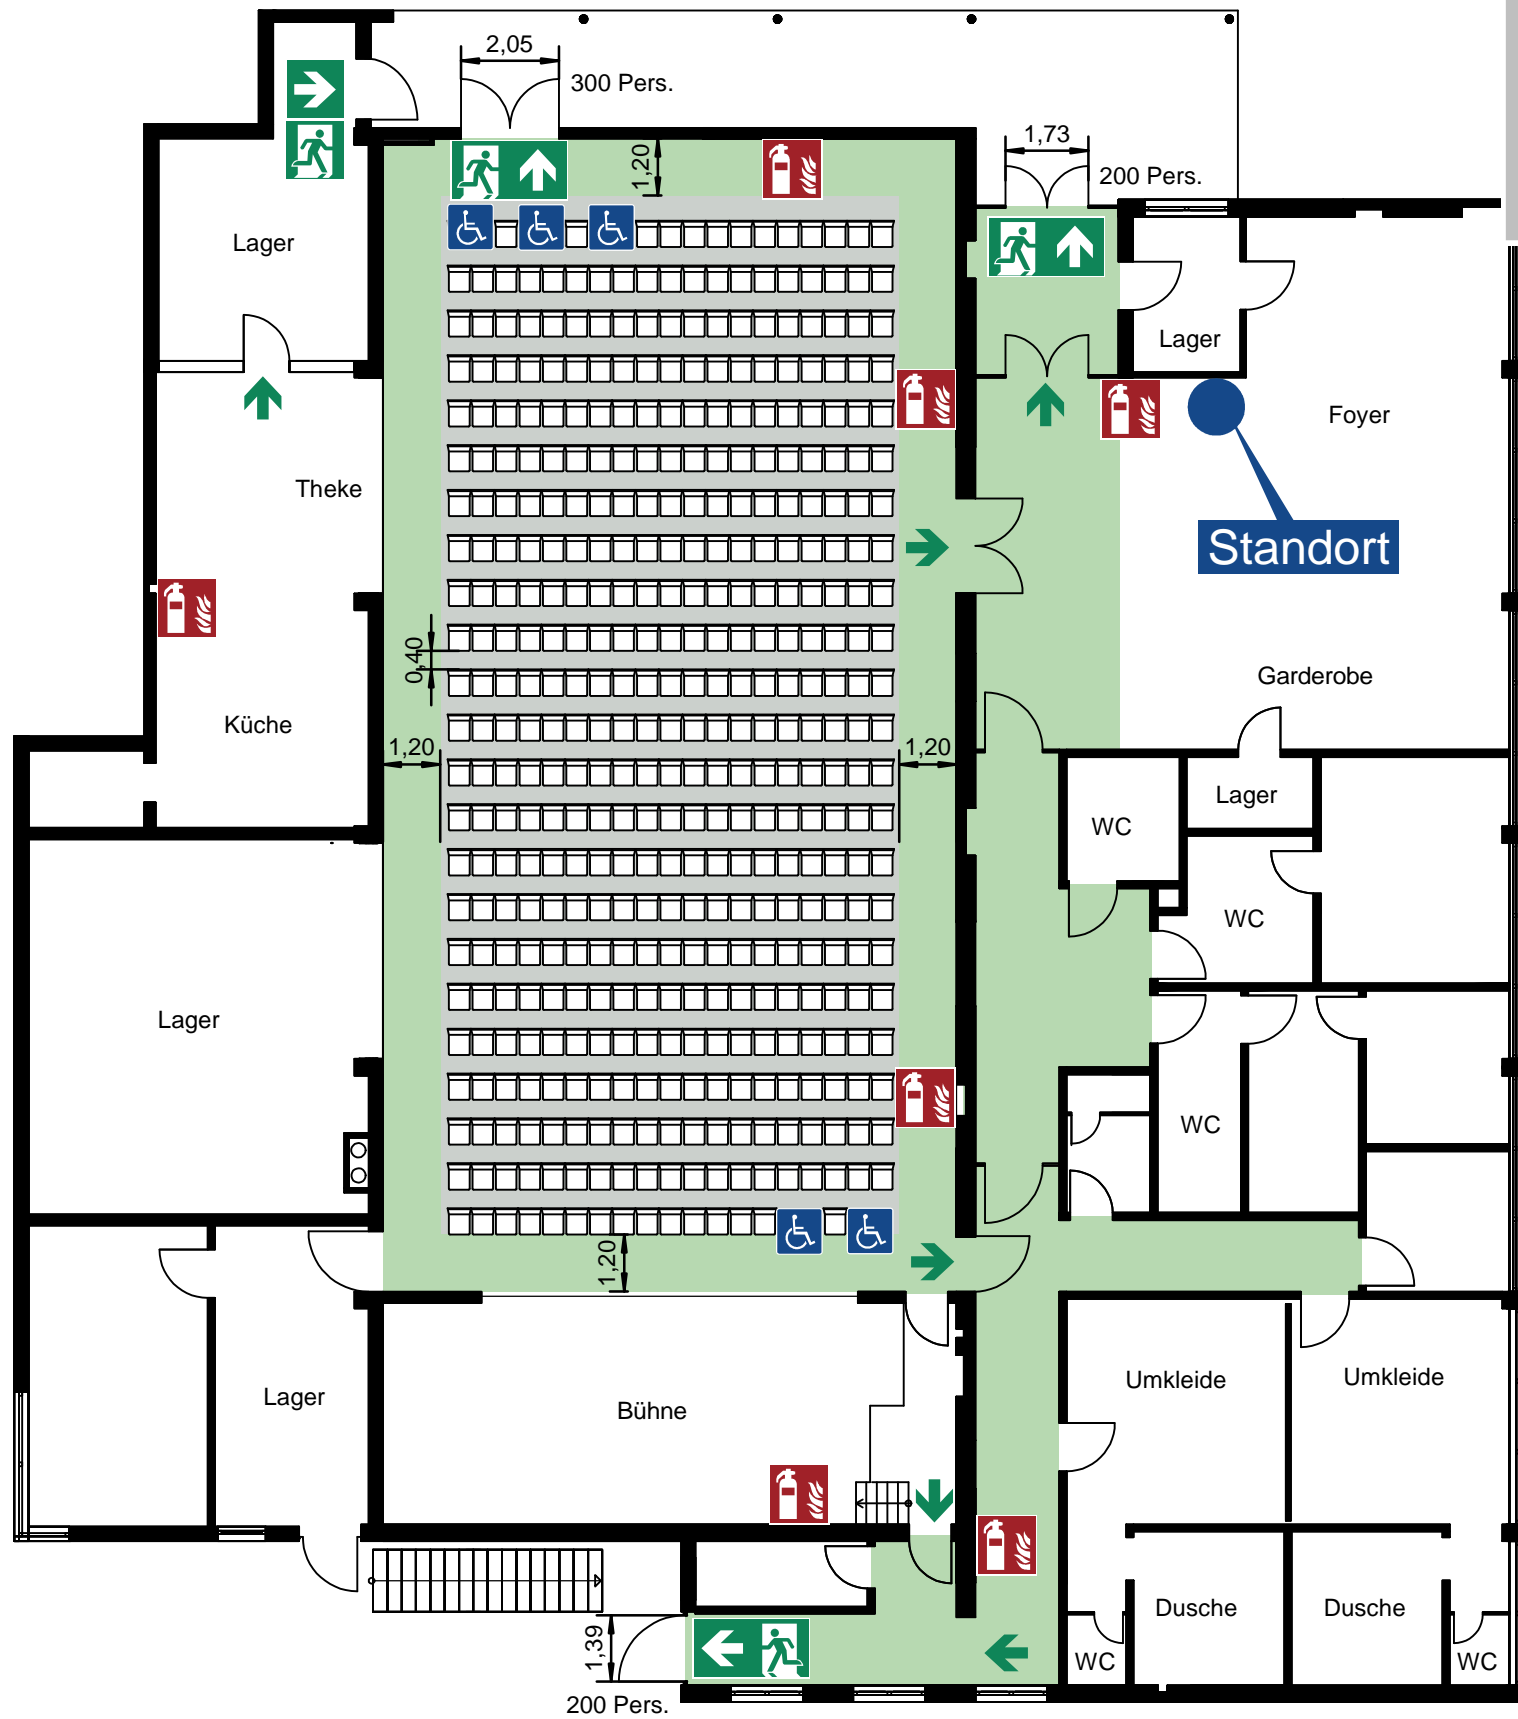 2,05
300 Pers.
1,20
1,73
200 Pers.
Lager
Lager
Foyer
Theke
Standort
0,40
Garderobe
Küche
1,20
1,20
Lager
WC
WC
Lager
WC
1,20
Umkleide
Umkleide
Lager
Bühne
Dusche
Dusche
1,39
WC
WC
200 Pers.